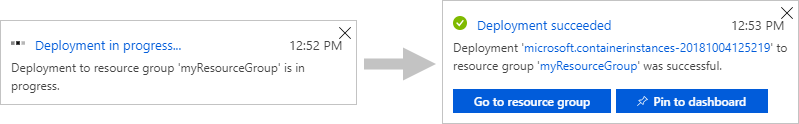 Deployment in progress...
12:52 PM
Deployment to resource group 'myResourceGroup' is in
progress.
Deployment succeeded
12:53 PM
Deployment 'microsoft.containerinstances-20181004125219' to
resource group 'myResourceGroup' was successful.
Go to resource group
Pin to dashboard